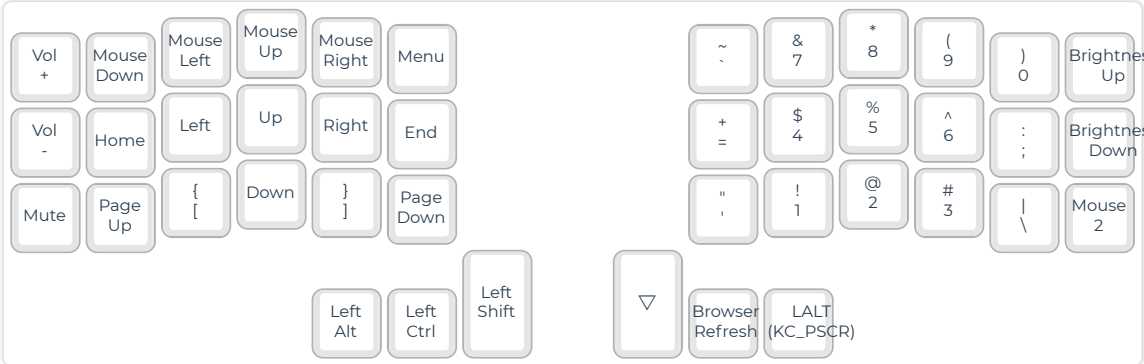 Vol
+
Mouse
Down
Mouse
Left
Mouse
Up
Mouse
Right
Menu
~
`
&
7
*
8
(
9
)
0
Brightnes
Up
Vol
-
Home
Left
Up
Right
End
+
=
$
4
%
5
^
6
:
;
Brightnes
Down
Mute
Page
Up
{
[
Down
}
]
Page
Down
"
'
!
1
@
2
#
3
|
\
Mouse
2
Left
Alt
Left
Ctrl
Left
Shift
▽
Browser
Refresh
LALT
(KC_PSCR)